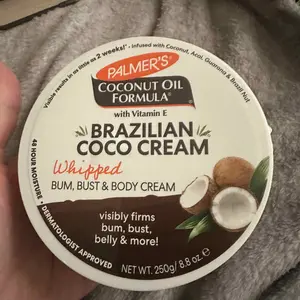 Visible results in as little as 2 weeks!* • Infused with Coconut, Acai, Guarana & Brazil Nut
PALMER'S®
COCONUT OIL
FORMULA®
with Vitamin E
BRAZILIAN
COCO CREAM
Whipped
BUM, BUST & BODY CREAM
visibly firms
bum, bust,
belly & more!
48 HOUR MOISTURE • DERMATOLOGIST APPROVED
NET WT. 250g/8.8 oz. e